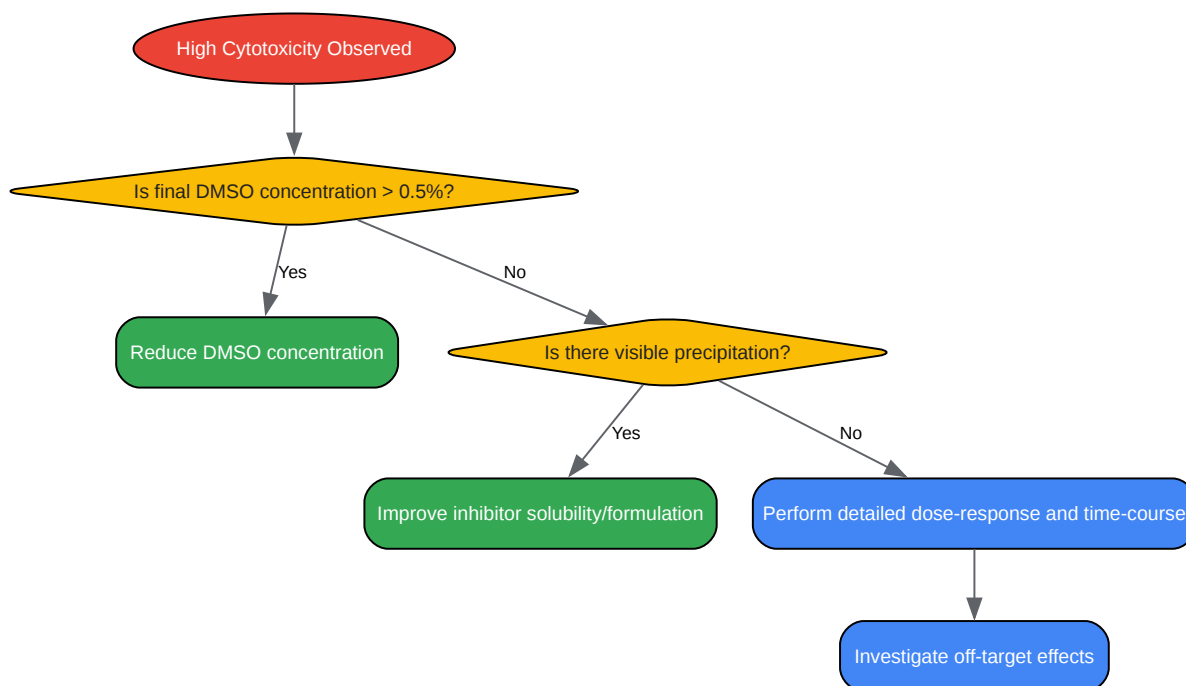 High Cytotoxicity Observed
Is final DMSO concentration > 0.5%?
Yes
No
Reduce DMSO concentration
Is there visible precipitation?
Yes
No
Improve inhibitor solubility/formulation
Perform detailed dose-response and time-course
Investigate off-target effects